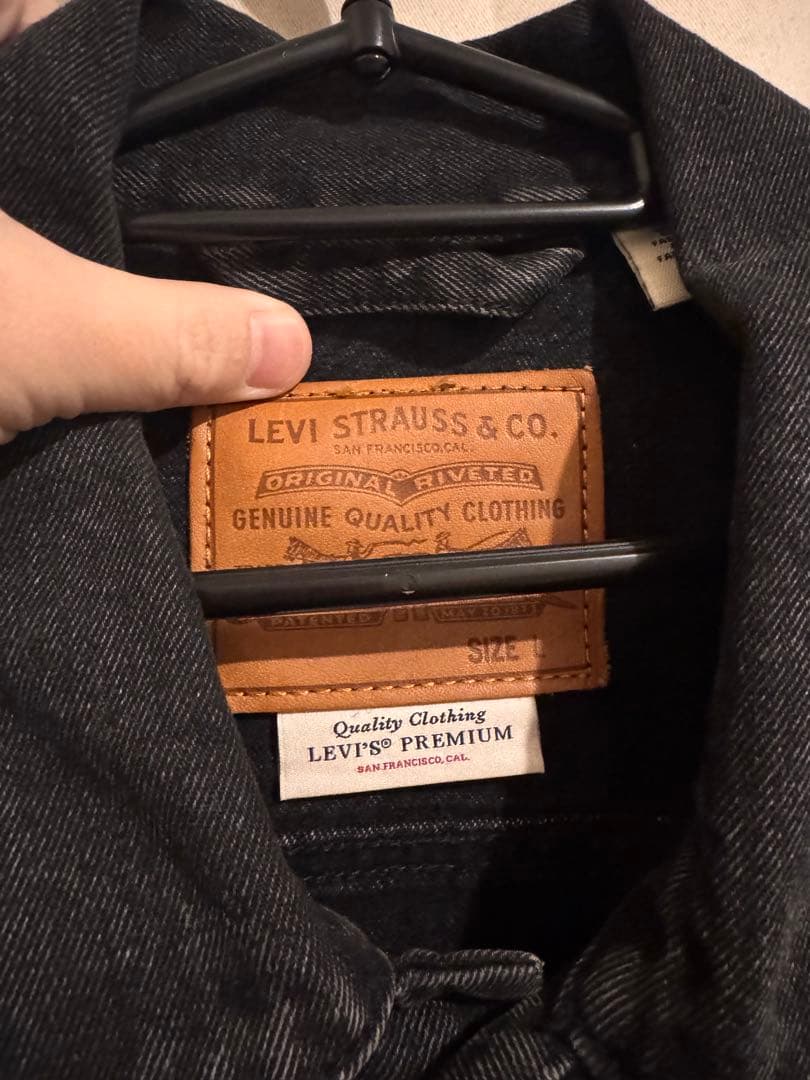 LEVI STRAUSS & CO.
SAN FRANCISCO, CAL.
ORIGINAL RIVETED
GENUINE QUALITY CLOTHING
PATENTED MAY 20 1873
SIZE L
Quality Clothing
LEVI'S® PREMIUM
SAN FRANCISCO, CAL.